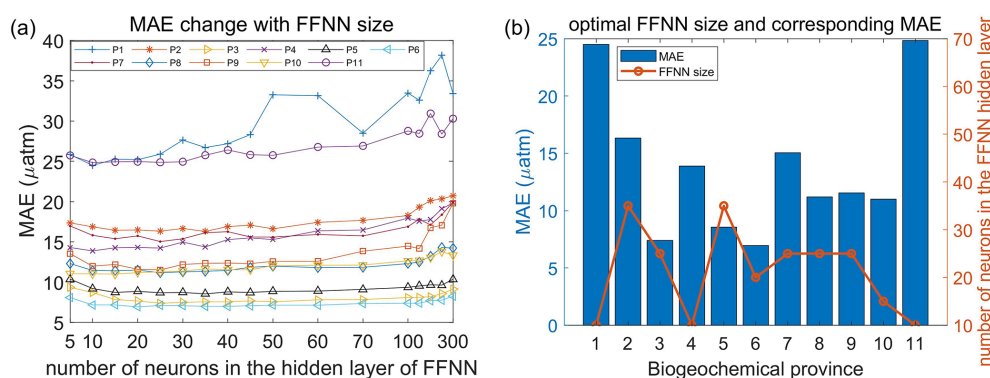 (a)
MAE change with FFNN size
P1 P2 P3 P4 P5 P6
P7 P8 P9 P10 P11
45
40
35
30
25
20
15
10
5
MAE (μatm)
5 10 20 30 40 50 60 70 100 300
number of neurons in the hidden layer of FFNN
(b)
optimal FFNN size and corresponding MAE
MAE
FFNN size
25
20
15
10
5
0
MAE (μatm)
70
60
50
40
30
20
10
number of neurons in the FFNN hidden layer
1 2 3 4 5 6 7 8 9 10 11
Biogeochemical province